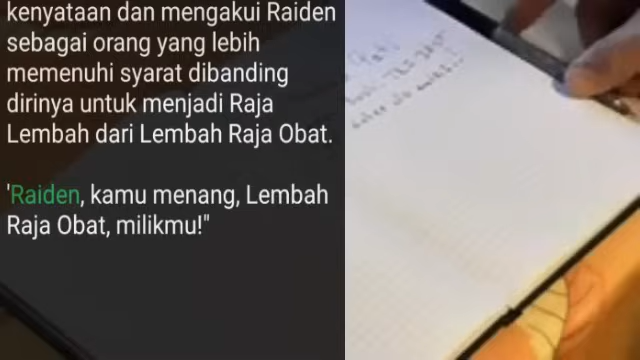 kenyataan dan mengakui Raiden
sebagai orang yang lebih
memenuhi syarat dibanding
dirinya untuk menjadi Raja
Lembah dari Lembah Raja Obat.
'Raiden, kamu menang, Lembah
Raja Obat, milikmu!"